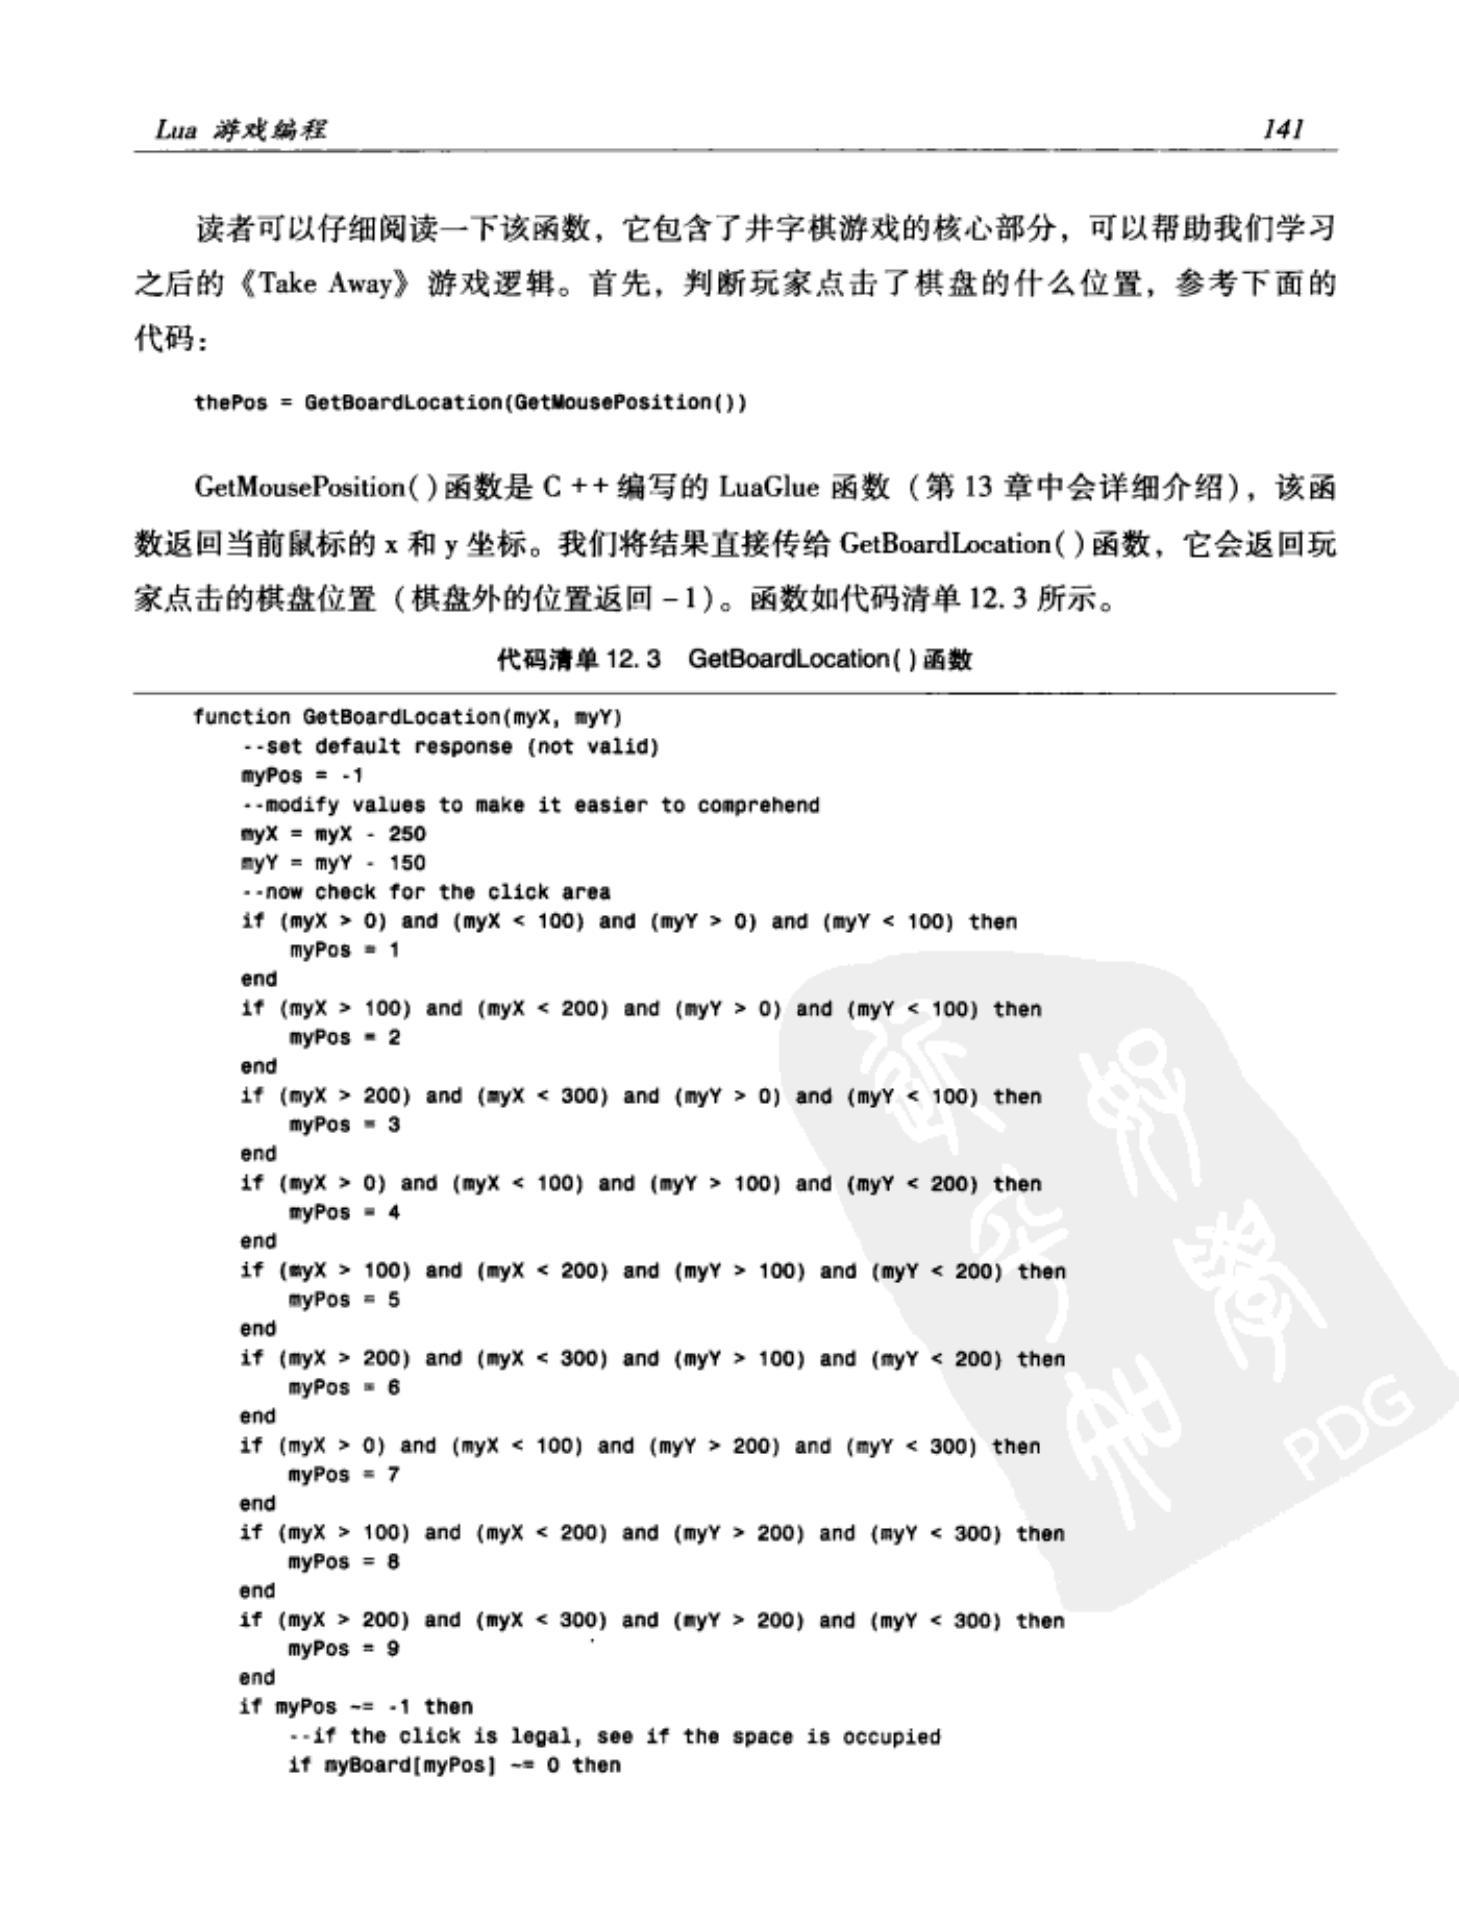 Lua 游戏编程
141
读者可以仔细阅读一下该函数，它包含了井字棋游戏的核心部分，可以帮助我们学习
之后的《Take Away》游戏逻辑。首先，判断玩家点击了棋盘的什么位置，参考下面的
代码：
thePos = GetBoardLocation(GetMousePosition())
GetMousePosition( )函数是 C ++ 编写的 LuaGlue 函数（第 13 章中会详细介绍），该函
数返回当前鼠标的 x 和 y 坐标。我们将结果直接传给 GetBoardLocation( )函数，它会返回玩
家点击的棋盘位置（棋盘外的位置返回 –1）。函数如代码清单 12. 3 所示。
代码清单 12. 3 GetBoardLocation( )函数
function GetBoardLocation(myX, myY)
--set default response (not valid)
myPos = -1
--modify values to make it easier to comprehend
myX = myX - 250
myY = myY - 150
--now check for the click area
if (myX > 0) and (myX < 100) and (myY > 0) and (myY < 100) then
myPos = 1
end
if (myX > 100) and (myX < 200) and (myY > 0) and (myY < 100) then
myPos = 2
end
if (myX > 200) and (myX < 300) and (myY > 0) and (myY < 100) then
myPos = 3
end
if (myX > 0) and (myX < 100) and (myY > 100) and (myY < 200) then
myPos = 4
end
if (myX > 100) and (myX < 200) and (myY > 100) and (myY < 200) then
myPos = 5
end
if (myX > 200) and (myX < 300) and (myY > 100) and (myY < 200) then
myPos = 6
end
if (myX > 0) and (myX < 100) and (myY > 200) and (myY < 300) then
myPos = 7
end
if (myX > 100) and (myX < 200) and (myY > 200) and (myY < 300) then
myPos = 8
end
if (myX > 200) and (myX < 300) and (myY > 200) and (myY < 300) then
myPos = 9
end
if myPos ~= -1 then
--if the click is legal, see if the space is occupied
if myBoard[myPos] ~= 0 then
PDG